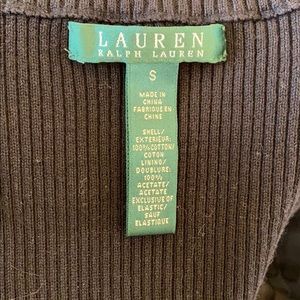 LAUREN
RALPH LAUREN
S
MADE IN
CHINA
FABRIQUE EN
CHINE
SHELL/
EXTERIEUR:
100% COTTON/
COTON
LINING/
DOUBLURE:
100%
ACETATE/
ACETATE
EXCLUSIVE OF
ELASTIC/
SAUF
ELASTIQUE